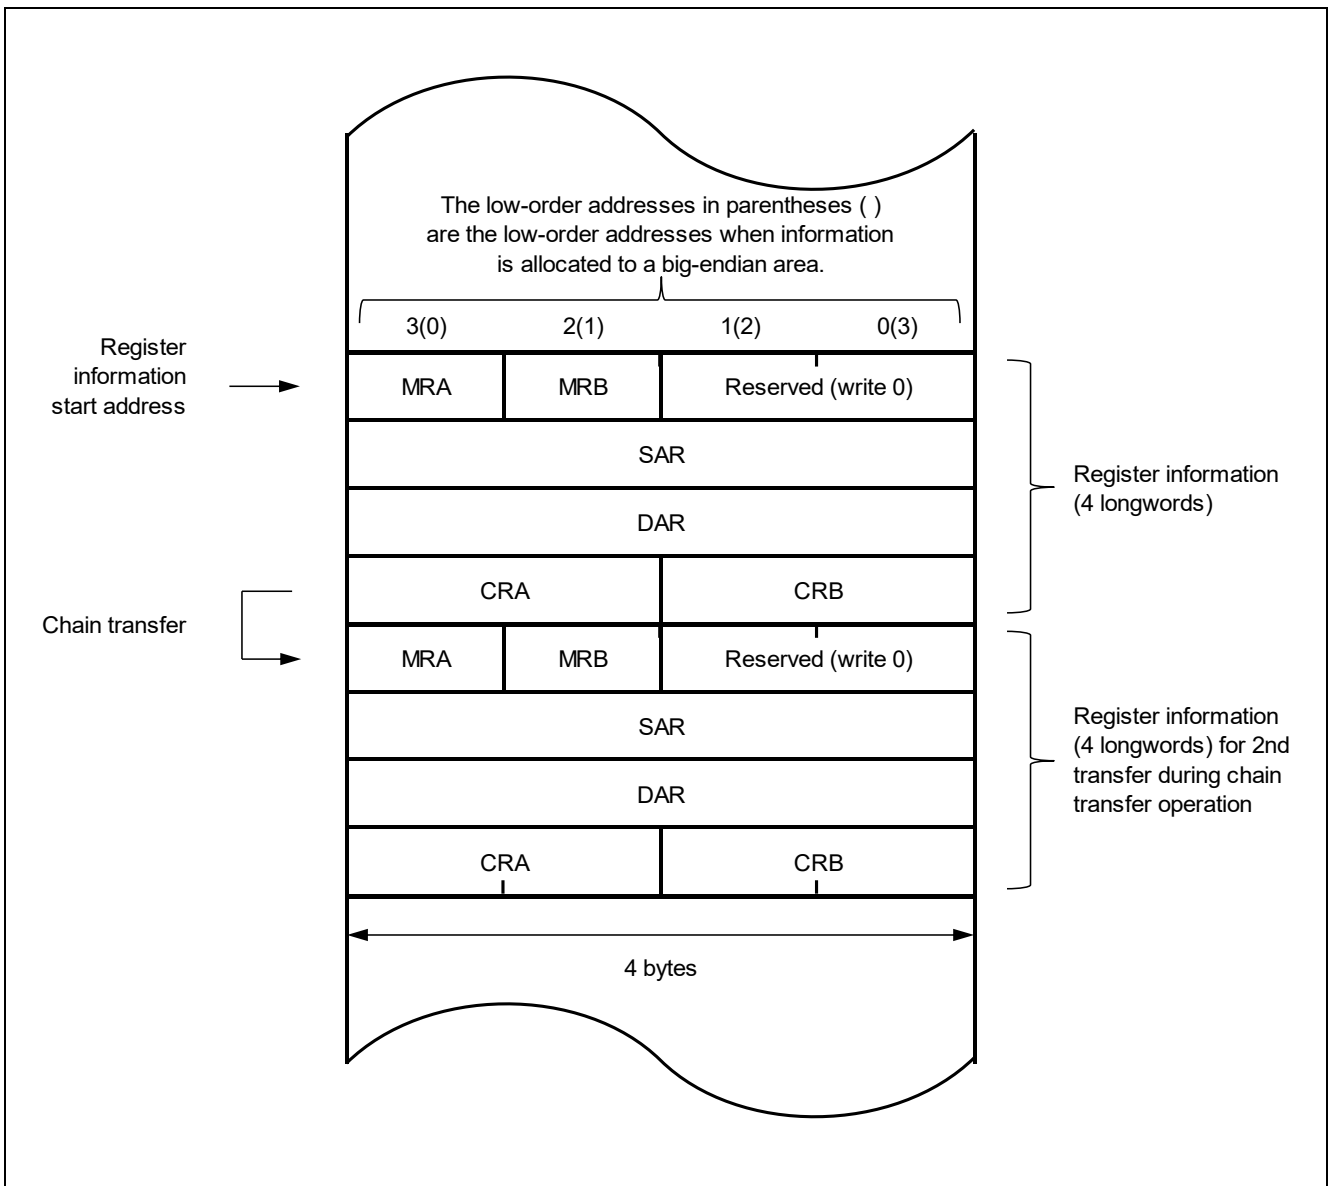 The low-order addresses in parentheses ( )
are the low-order addresses when information
is allocated to a big-endian area.
3(0) 2(1) 1(2) 0(3)
Register
information
start address
MRA MRB Reserved (write 0)
SAR
DAR
CRA CRB
Register information
(4 longwords)
Chain transfer
MRA MRB Reserved (write 0)
SAR
DAR
CRA CRB
Register information
(4 longwords) for 2nd
transfer during chain
transfer operation
4 bytes